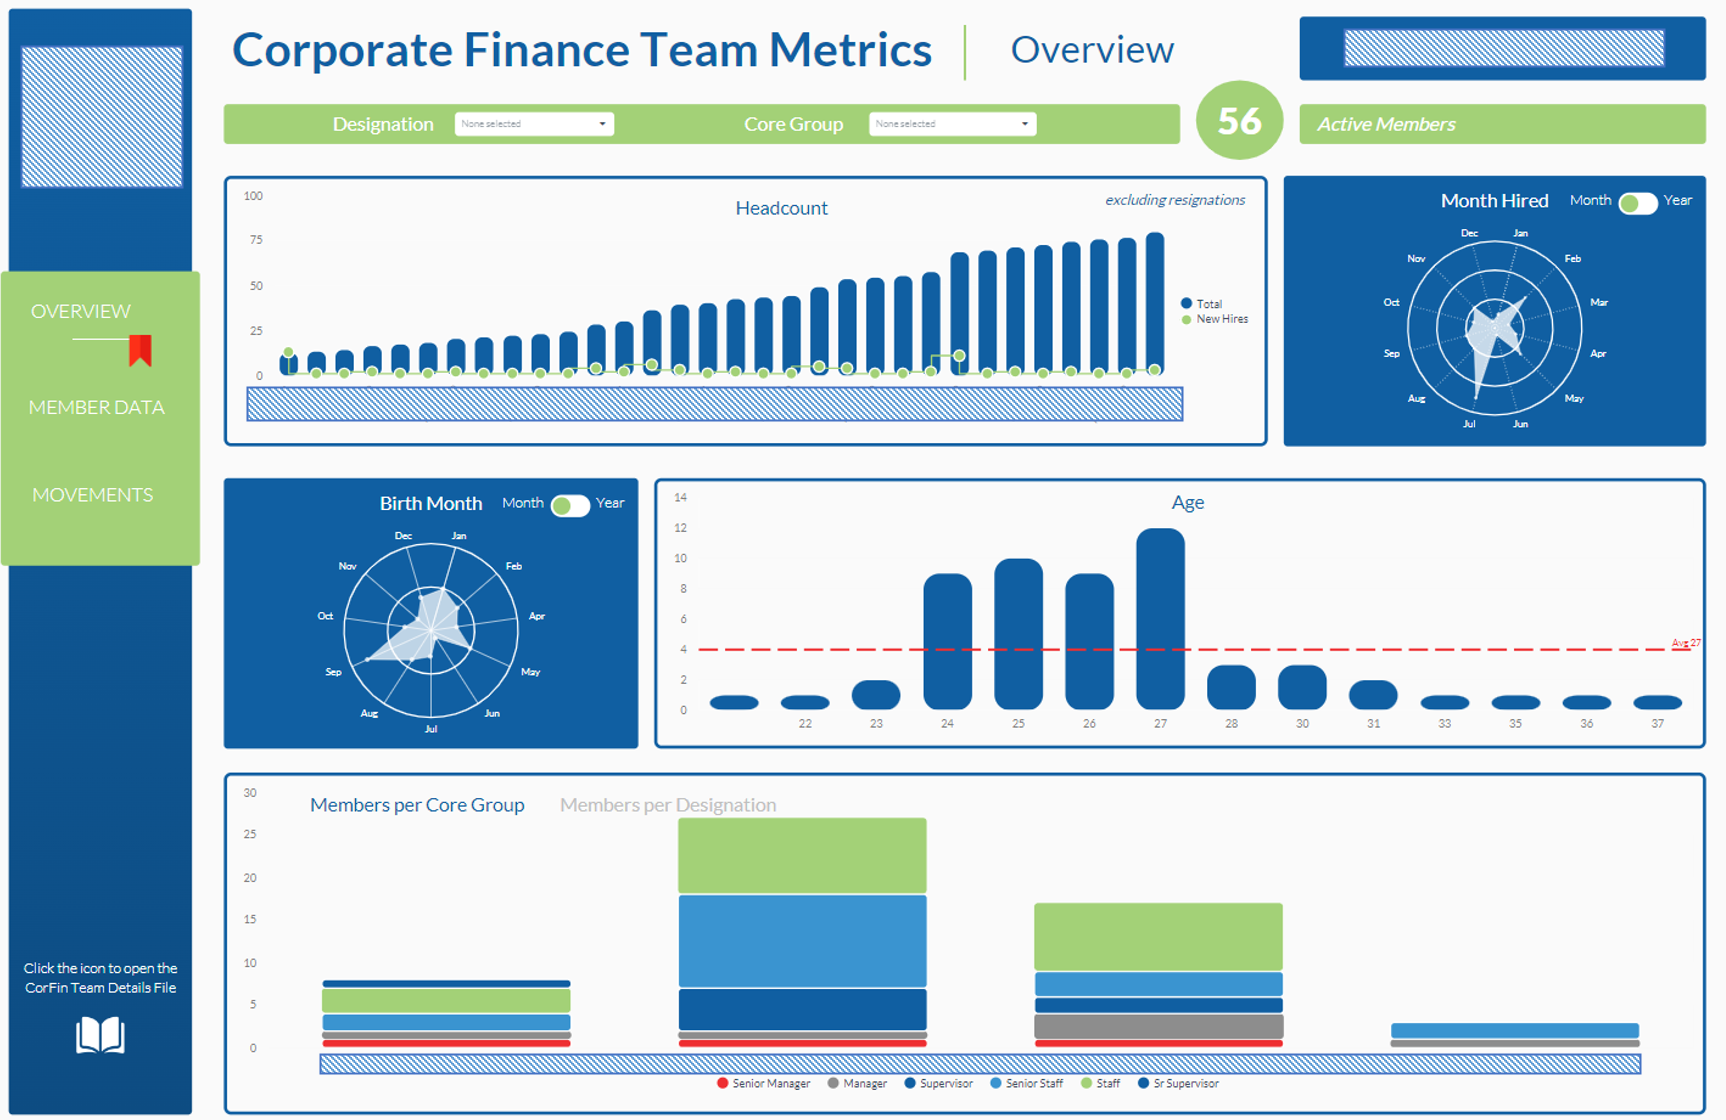 Corporate Finance Team Metrics
Overview
Designation
None selected
Core Group
None selected
56
Active Members
OVERVIEW
MEMBER DATA
MOVEMENTS
Click the icon to open the
CorFin Team Details File
Headcount
excluding resignations
100
75
50
25
0
Total
New Hires
Month Hired
Month
Year
Dec
Jan
Nov
Feb
Oct
Mar
Sep
Apr
Aug
May
Jul
Jun
Birth Month
Month
Year
Dec
Jan
Nov
Feb
Oct
Apr
Sep
May
Aug
Jun
Jul
Age
14
12
10
8
6
4
2
0
Avg 27
22 23 24 25 26 27 28 30 31 33 35 36 37
Members per Core Group
Members per Designation
30
25
20
15
10
5
0
Senior Manager Manager Supervisor Senior Staff Staff Sr Supervisor